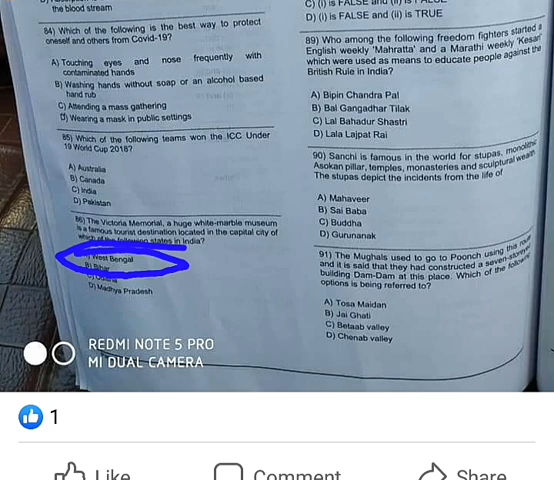 the blood stream
84) Which of the following is the best way to protect
oneself and others from Covid-19?
A) Touching eyes and nose frequently with
contaminated hands
B) Washing hands without soap or an alcohol based
hand rub
C) Attending a mass gathering
D) Wearing a mask in public settings
85) Which of the following teams won the ICC Under
19 World Cup 2018?
A) Australia
B) Canada
C) India
D) Pakistan
86) The Victoria Memorial, a huge white-marble museum
is a famous tourist destination located in the capital city of
which of the following states in India?
West Bengal
B) Bihar
D) Madhya Pradesh
C) (i) is FALSE and (ii) is
D) (i) is FALSE and (ii) is TRUE
89) Who among the following freedom fighters started a
English weekly 'Mahratta' and a Marathi weekly 'Kesari'
which were used as means to educate people against the
British Rule in India?
A) Bipin Chandra Pal
B) Bal Gangadhar Tilak
C) Lal Bahadur Shastri
D) Lala Lajpat Rai
90) Sanchi is famous in the world for stupas, monolithic
Asokan pillar, temples, monasteries and sculptural wealth.
The stupas depict the incidents from the life of
A) Mahaveer
B) Sai Baba
C) Buddha
D) Gurunanak
91) The Mughals used to go to Poonch using this route
and it is said that they had constructed a seven-storeyed
building Dam-Dam at this place. Which of the following
options is being referred to?
A) Tosa Maidan
B) Jai Ghati
C) Betaab valley
D) Chenab valley
REDMI NOTE 5 PRO
MI DUAL CAMERA
1
Like
Comment
Share